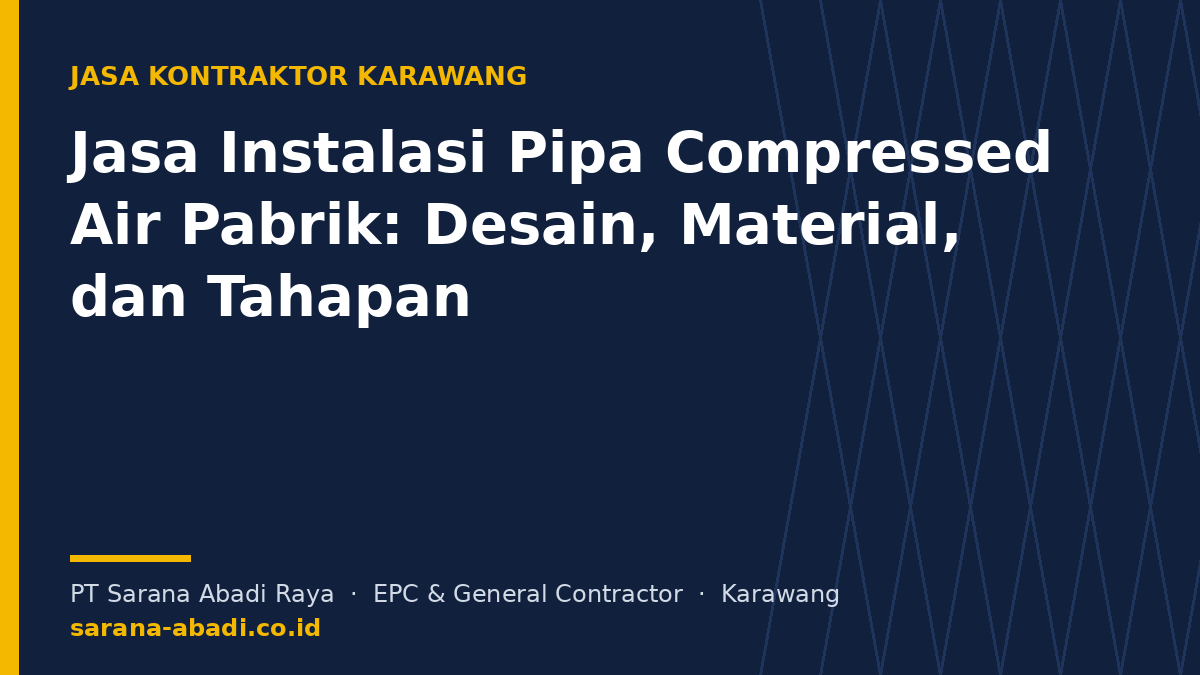 JASA KONTRAKTOR KARAWANG
Jasa Instalasi Pipa Compressed
Air Pabrik: Desain, Material,
dan Tahapan
PT Sarana Abadi Raya · EPC & General Contractor · Karawang
sarana-abadi.co.id